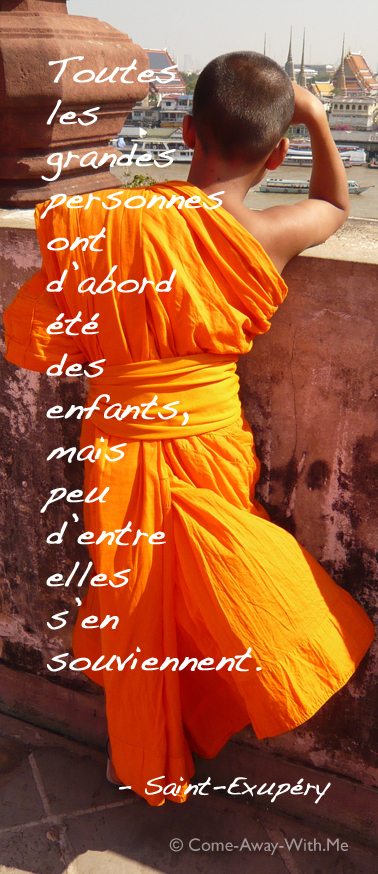 Toutes
les
grandes
personnes
ont
d'abord
été
des
enfants,
mais
peu
d'entre
elles
s'en
souviennent.
- Saint-Exupéry
© Come-Away-With.Me